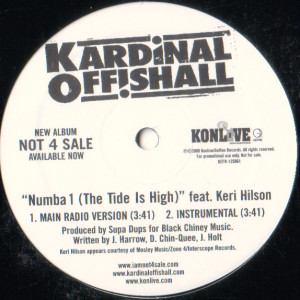 KARDINAL
OFFISHALL
NEW ALBUM
NOT 4 SALE
AVAILABLE NOW
KONLIVE
"Numba 1 (The Tide Is High)" feat. Keri Hilson
1. MAIN RADIO VERSION (3:41) 2. INSTRUMENTAL (3:41)
Produced by Supa Dups for Black Chiney Music.
Written by J. Harrow, D. Chin-Quee, J. Holt
Keri Hilson appears courtesy of Mosley Music/Zone 4/Interscope Records.
www.iamnot4sale.com
www.kardinaloffishall.com
www.konlive.com